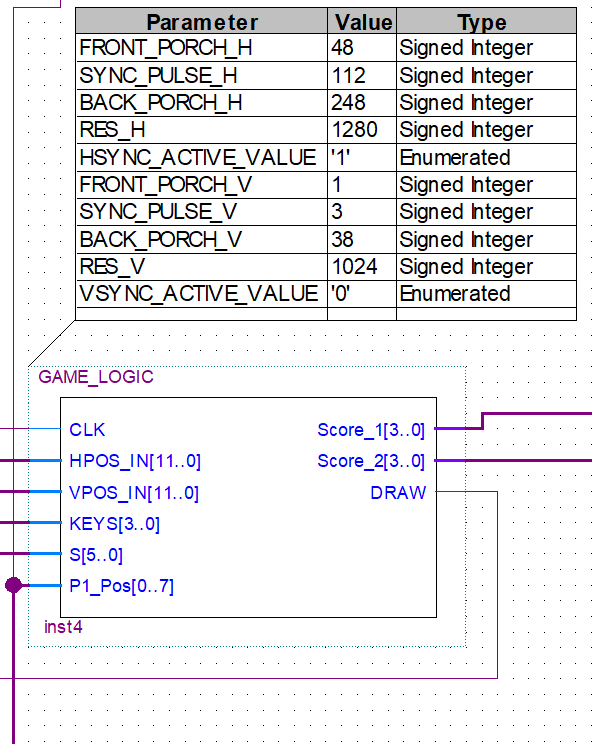 Parameter Value Type
FRONT_PORCH_H 48 Signed Integer
SYNC_PULSE_H 112 Signed Integer
BACK_PORCH_H 248 Signed Integer
RES_H 1280 Signed Integer
HSYNC_ACTIVE_VALUE '1' Enumerated
FRONT_PORCH_V 1 Signed Integer
SYNC_PULSE_V 3 Signed Integer
BACK_PORCH_V 38 Signed Integer
RES_V 1024 Signed Integer
VSYNC_ACTIVE_VALUE '0' Enumerated
GAME_LOGIC
CLK Score_1[3..0]
HPOS_IN[11..0] Score_2[3..0]
VPOS_IN[11..0] DRAW
KEYS[3..0]
S[5..0]
P1_Pos[0..7]
inst4